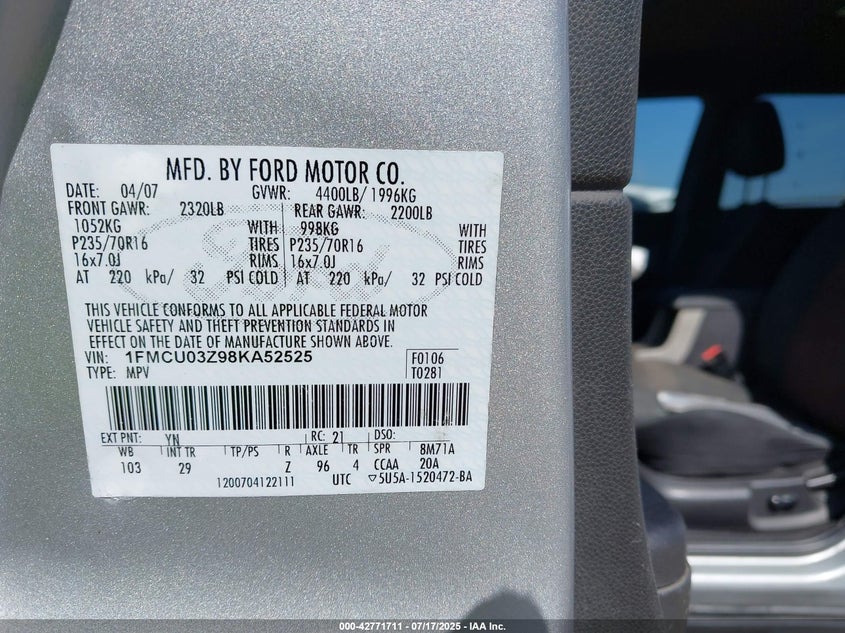 MFD. BY FORD MOTOR CO.
DATE: 04/07 GVWR: 4400LB/ 1996KG
FRONT GAWR: 2320LB REAR GAWR: 2200LB
1052KG WITH 998KG WITH
P235/70R16 TIRES P235/70R16 TIRES
16x7.0J RIMS 16x7.0J RIMS
AT 220 kPa/ 32 PSI COLD AT 220 kPa/ 32 PSI COLD
THIS VEHICLE CONFORMS TO ALL APPLICABLE FEDERAL MOTOR
VEHICLE SAFETY AND THEFT PREVENTION STANDARDS IN
EFFECT ON THE DATE OF MANUFACTURE SHOWN ABOVE.
VIN: 1FMCU03Z98KA52525 F0106
TYPE: MPV T0281
EXT PNT: YN RC: 21 DSO:
WB INT TR TP/PS R AXLE TR SPR 8M71A
103 29 Z 96 4 CCAA 20A
1200704122111 UTC ▽5U5A-1520472-BA
000-42771711 - 07/17/2025 - IAA Inc.